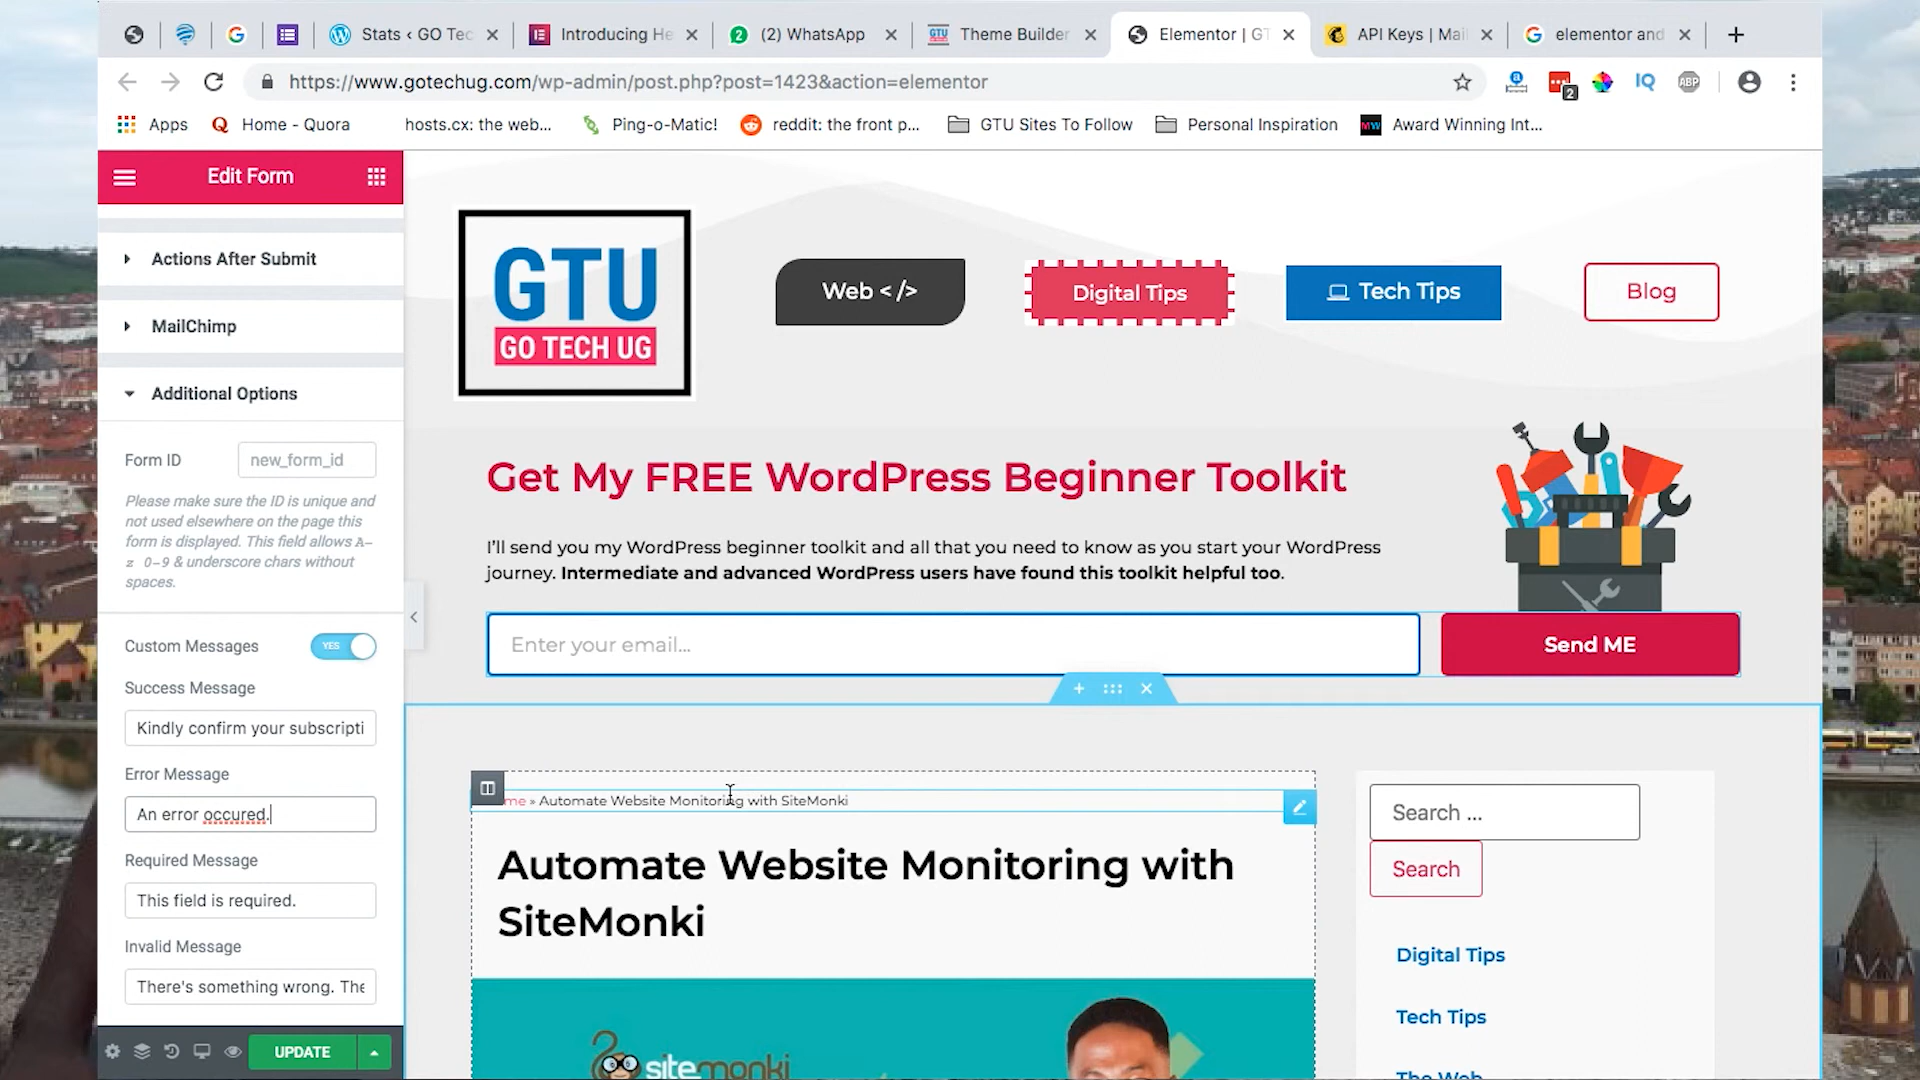 Stats ‹ GO Tec
Introducing He
(2) WhatsApp
Theme Builder
Elementor | GT
API Keys | Mail
elementor and
https://www.gotechug.com/wp-admin/post.php?post=1423&action=elementor
IQ
ABP
2
Apps
Home - Quora
hosts.cx: the web...
Ping-o-Matic!
reddit: the front p...
GTU Sites To Follow
Personal Inspiration
MW
Award Winning Int...
Edit Form
Actions After Submit
MailChimp
Additional Options
Form ID
new_form_id
Please make sure the ID is unique and
not used elsewhere on the page this
form is displayed. This field allows A–
z 0–9 & underscore chars without
spaces.
Custom Messages
YES
Success Message
Kindly confirm your subscripti
Error Message
An error occured.
Required Message
This field is required.
Invalid Message
There's something wrong. The
UPDATE
GTU
GO TECH UG
Web </>
Digital Tips
Tech Tips
Blog
Get My FREE WordPress Beginner Toolkit
I’ll send you my WordPress beginner toolkit and all that you need to know as you start your WordPress
journey. Intermediate and advanced WordPress users have found this toolkit helpful too.
Enter your email...
Send ME
me » Automate Website Monitoring with SiteMonki
Automate Website Monitoring with
SiteMonki
sitemonki
Search ...
Search
Digital Tips
Tech Tips
The Web